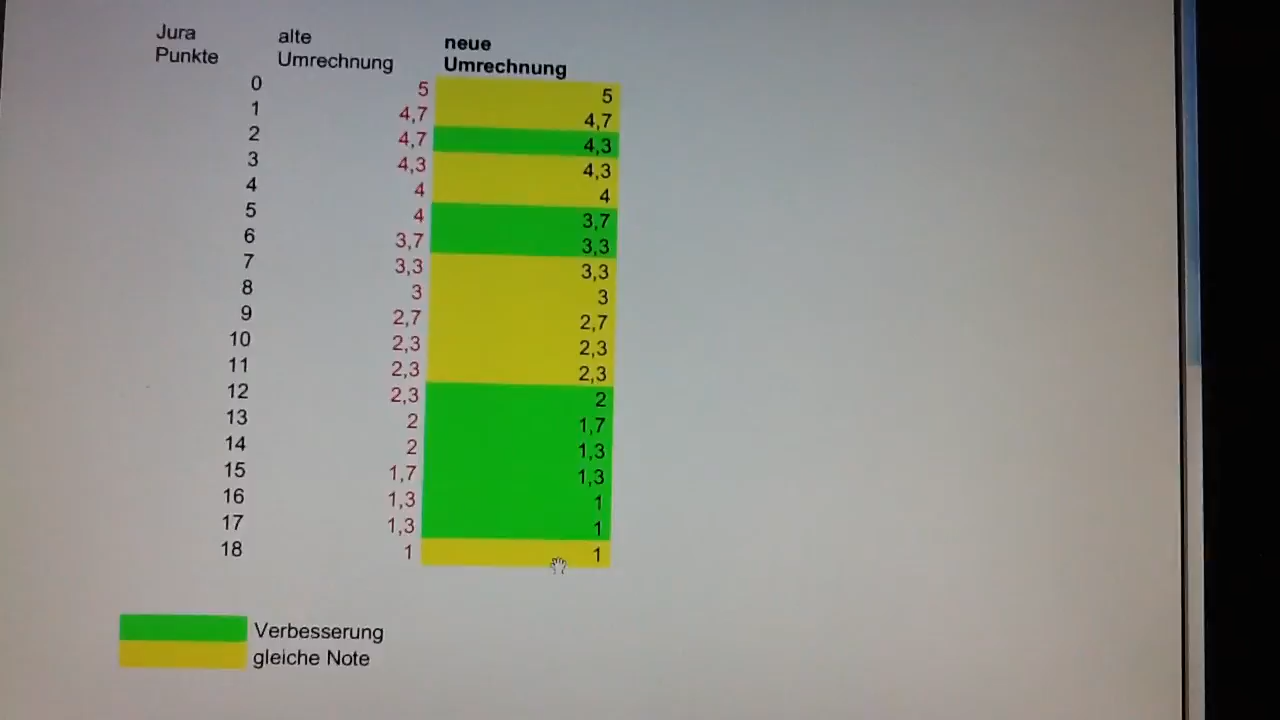 Jura Punkte alte Umrechnung neue Umrechnung
0 5 5
1 4,7 4,7
2 4,7 4,3
3 4,3 4,3
4 4 4
5 4 3,7
6 3,7 3,3
7 3,3 3,3
8 3 3
9 2,7 2,7
10 2,3 2,3
11 2,3 2,3
12 2,3 2
13 2 1,7
14 2 1,3
15 1,7 1,3
16 1,3 1
17 1,3 1
18 1 1
Verbesserung
gleiche Note